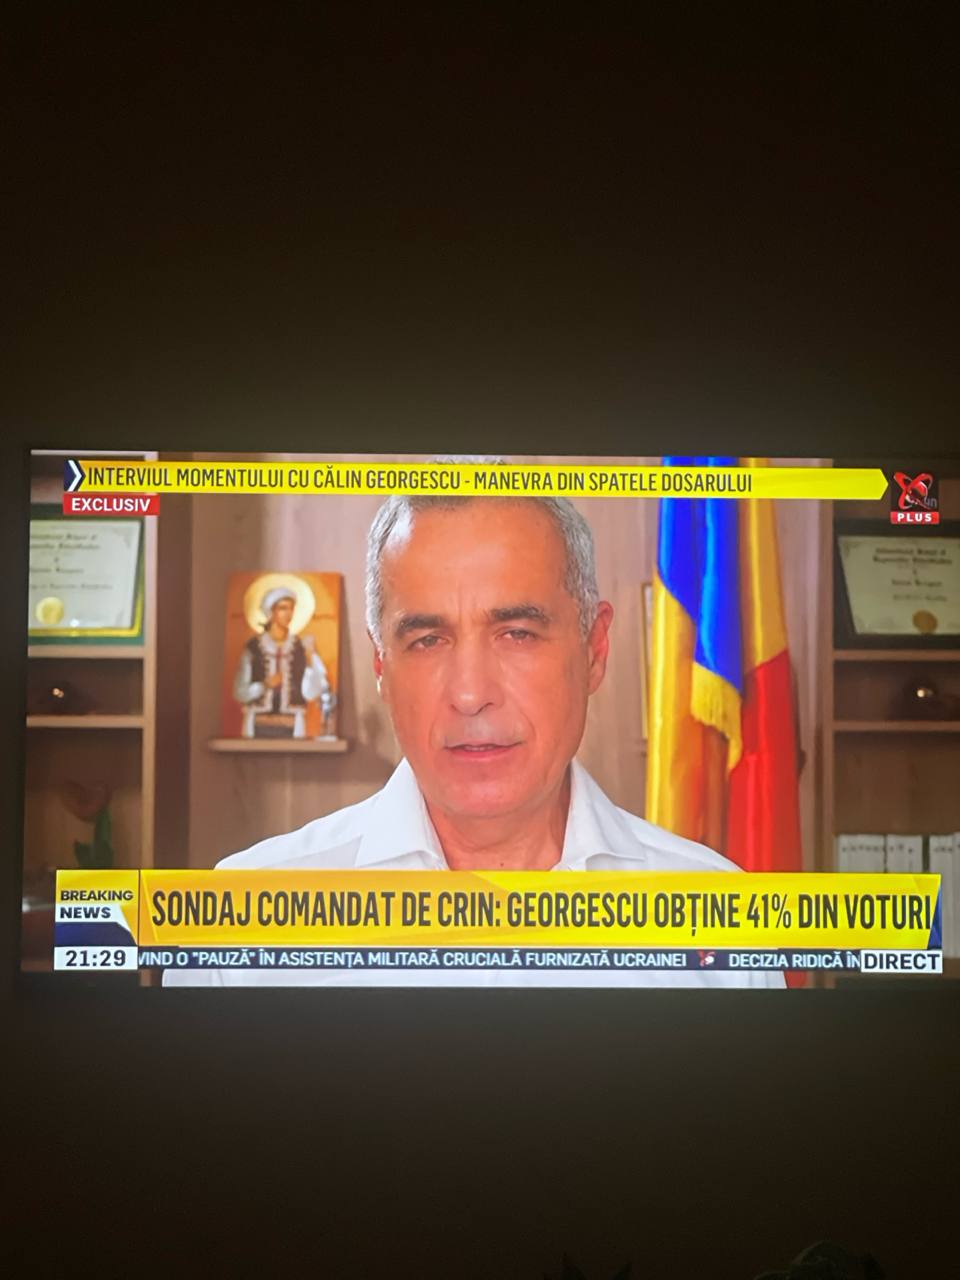 INTERVIUL MOMENTULUI CU CĂLIN GEORGESCU - MANEVRA DIN SPATELE DOSARULUI
EXCLUSIV
PLUS
BREAKING
NEWS
SONDAJ COMANDAT DE CRIN: GEORGESCU OBȚINE 41% DIN VOTURI
21:29
VIND O "PAUZĂ" ÎN ASISTENȚA MILITARĂ CRUCIALĂ FURNIZATĂ UCRAINEI
DECIZIA RIDICĂ ÎN
DIRECT